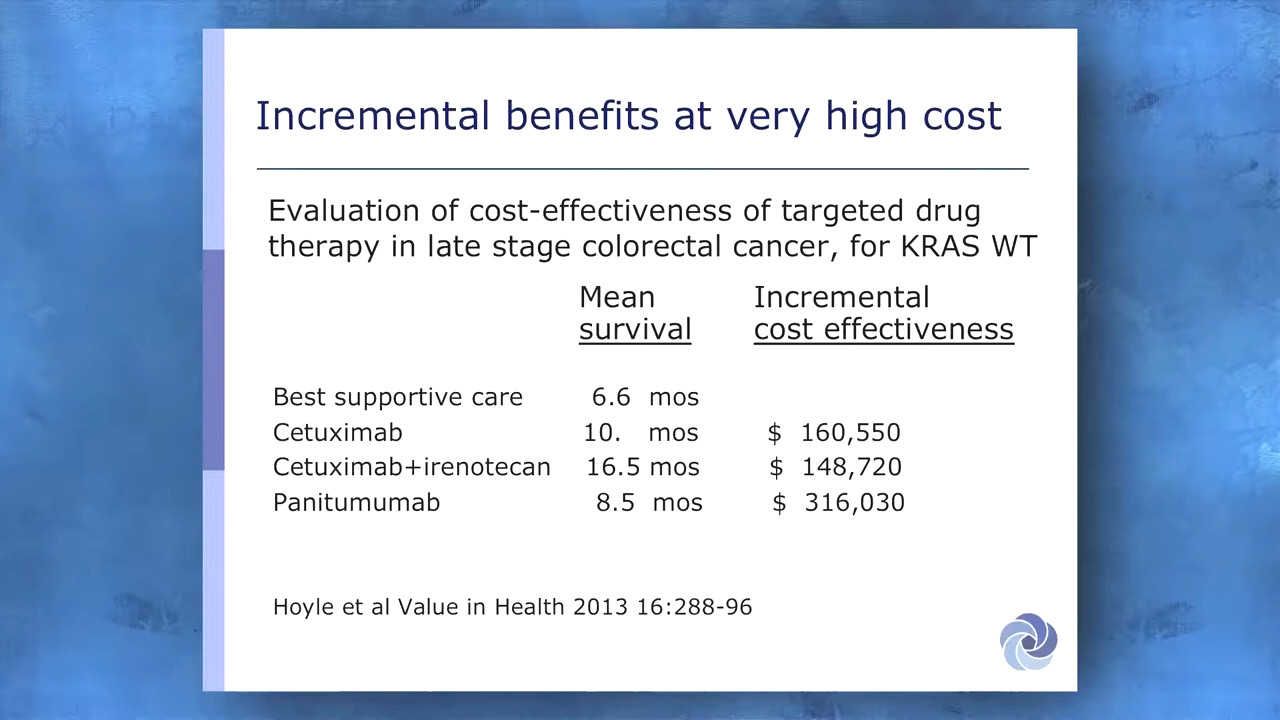 Incremental benefits at very high cost
Evaluation of cost-effectiveness of targeted drug
therapy in late stage colorectal cancer, for KRAS WT
Mean Incremental
survival cost effectiveness
Best supportive care 6.6 mos
Cetuximab 10. mos $ 160,550
Cetuximab+irenotecan 16.5 mos $ 148,720
Panitumumab 8.5 mos $ 316,030
Hoyle et al Value in Health 2013 16:288-96